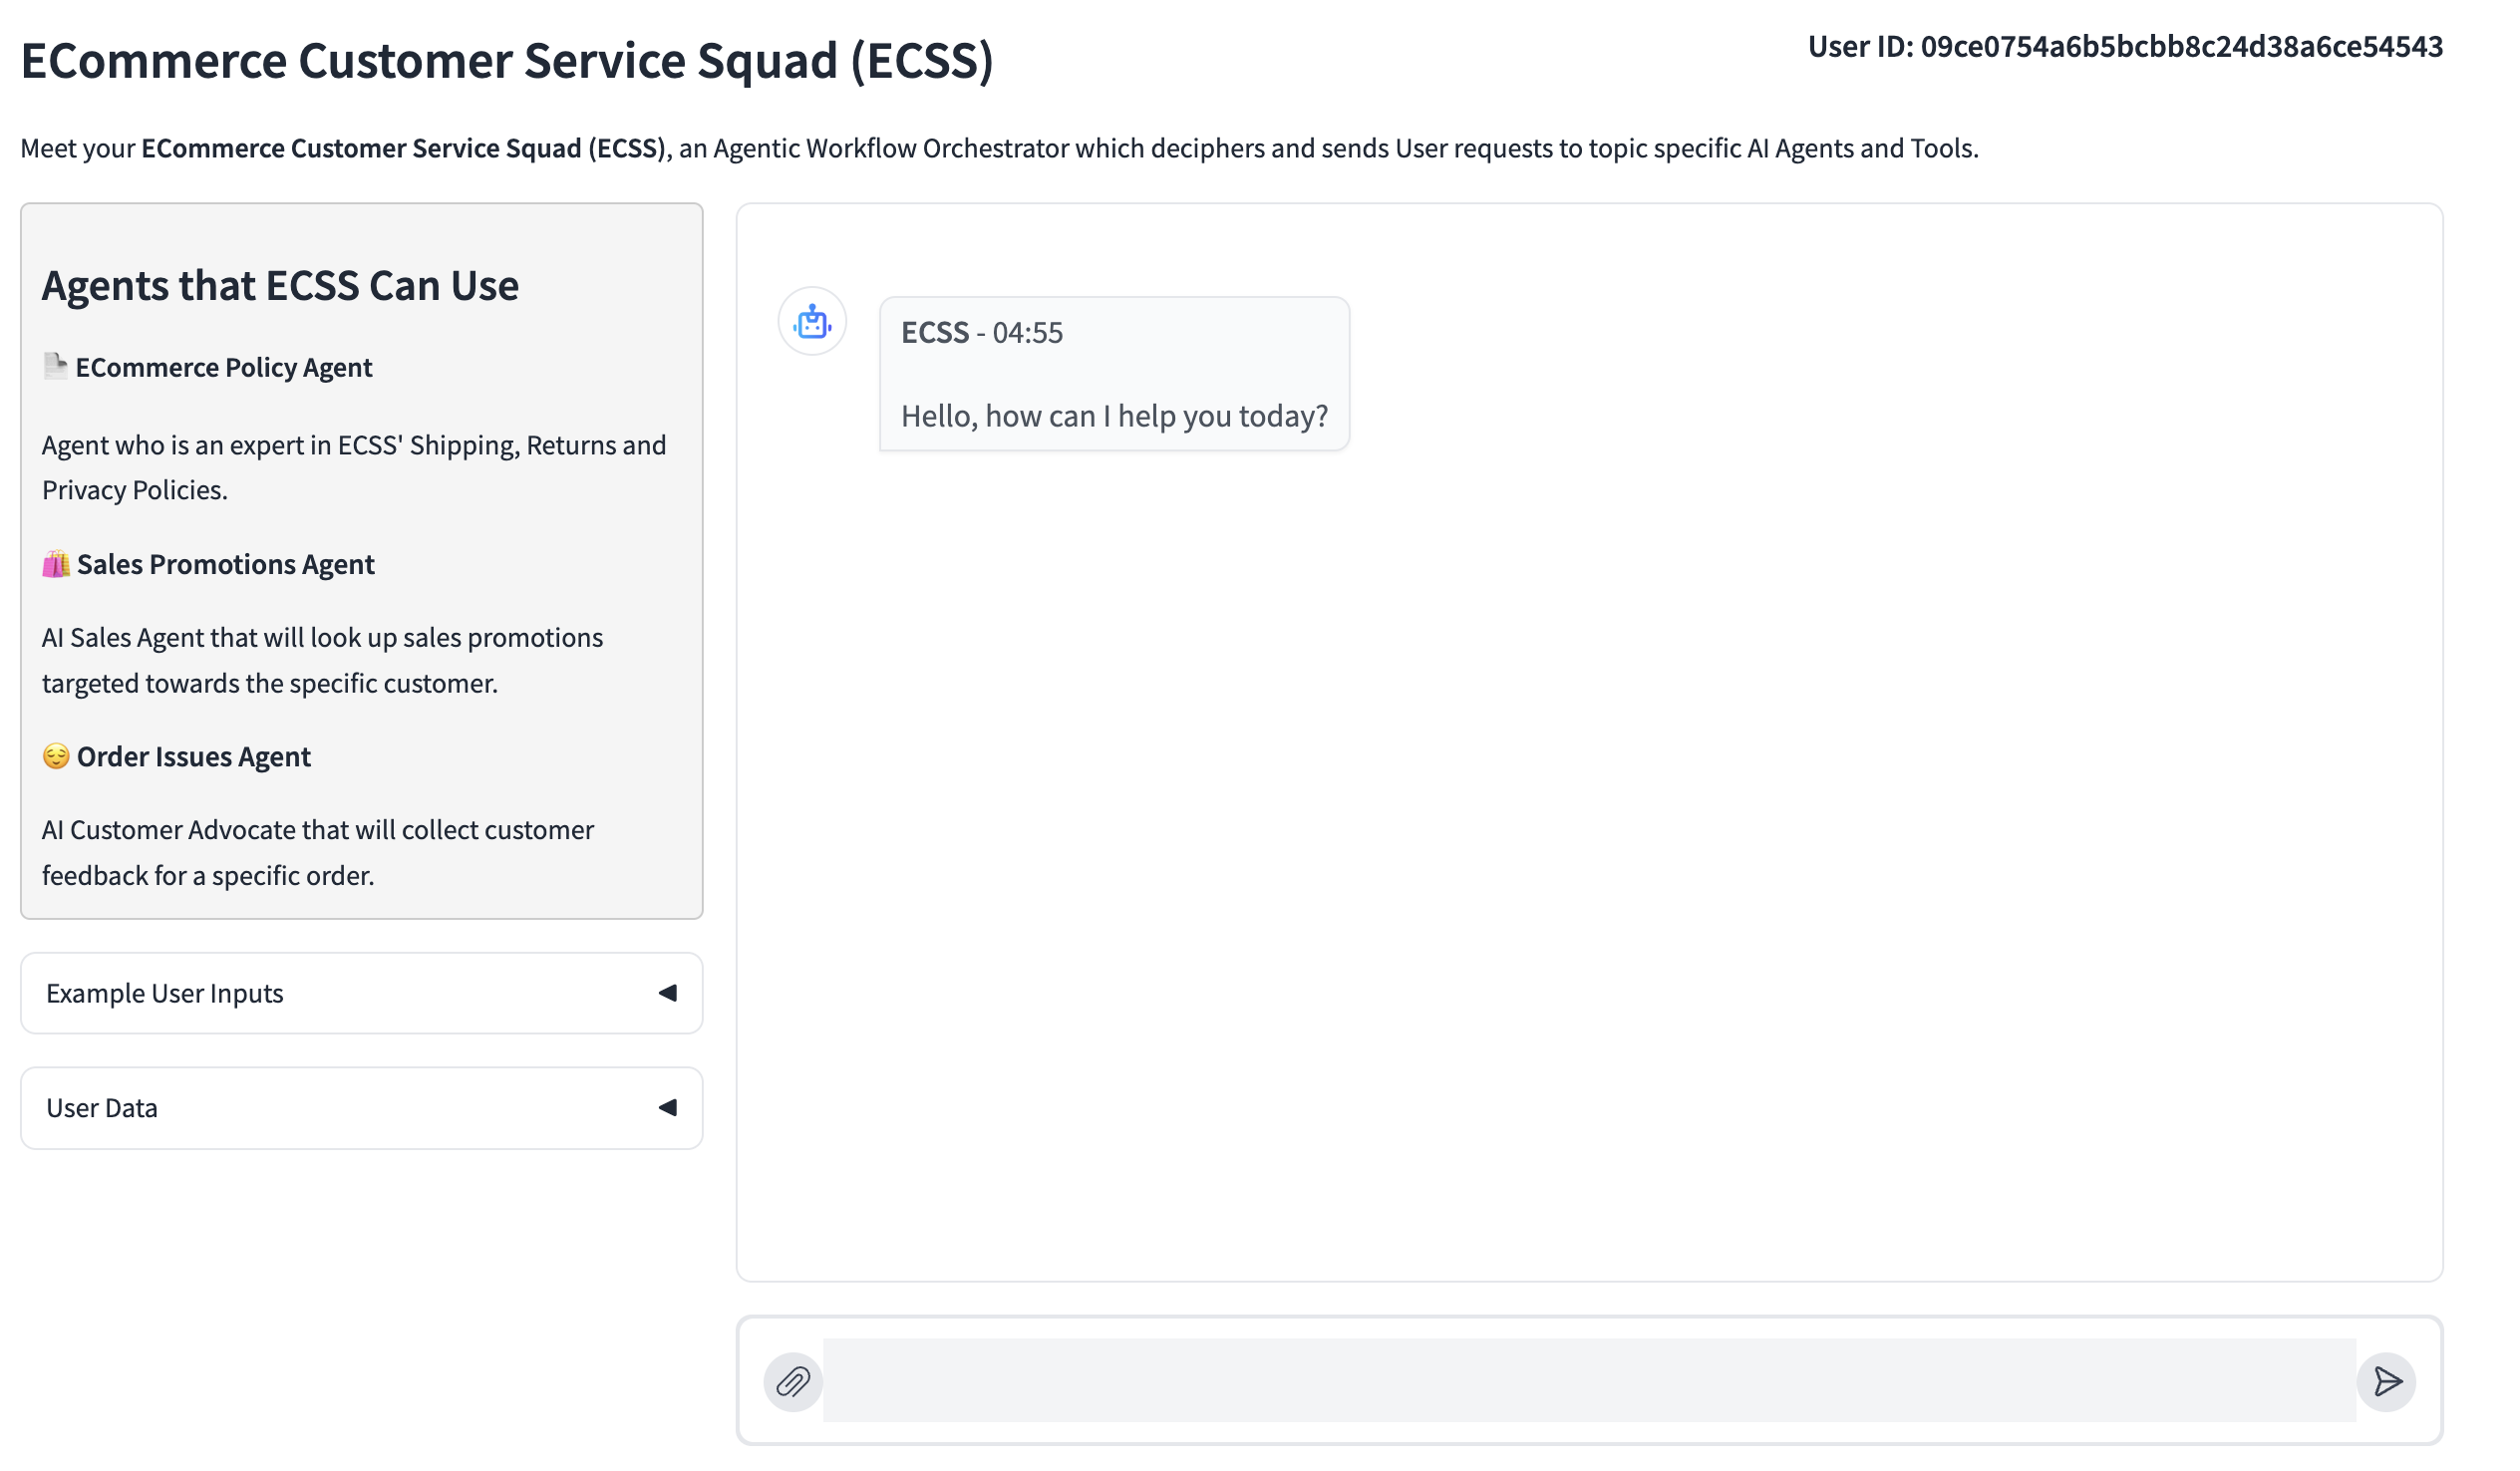 ECommerce Customer Service Squad (ECSS)
User ID: 09ce0754a6b5bcbb8c24d38a6ce54543
Meet your ECommerce Customer Service Squad (ECSS), an Agentic Workflow Orchestrator which deciphers and sends User requests to topic specific AI Agents and Tools.
Agents that ECSS Can Use
ECommerce Policy Agent
Agent who is an expert in ECSS' Shipping, Returns and
Privacy Policies.
Sales Promotions Agent
AI Sales Agent that will look up sales promotions
targeted towards the specific customer.
Order Issues Agent
AI Customer Advocate that will collect customer
feedback for a specific order.
Example User Inputs
User Data
ECSS - 04:55
Hello, how can I help you today?